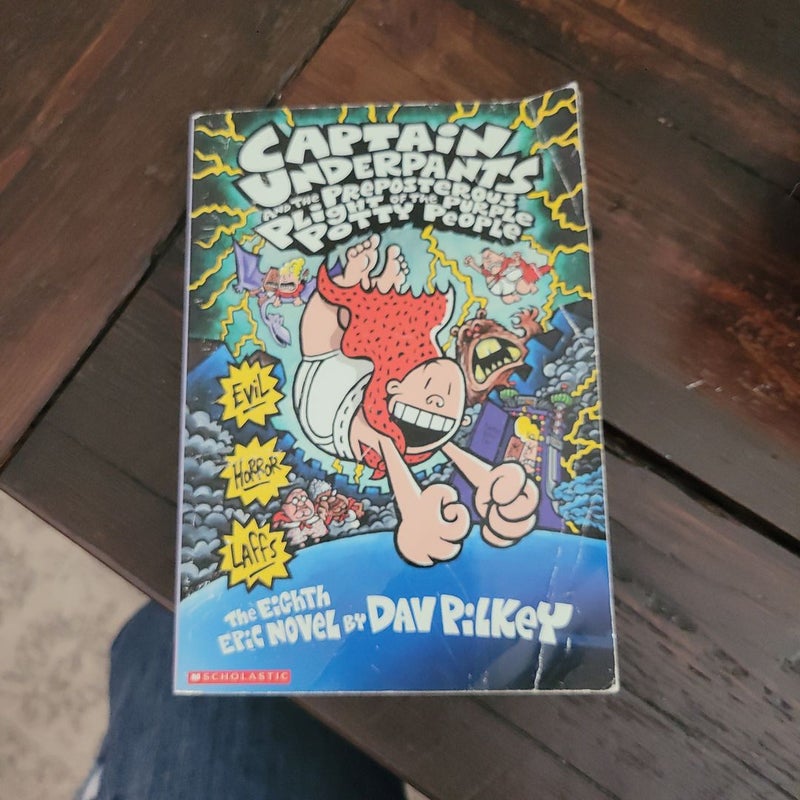 CAPTAIN
UNDERPANTS
AND THE PREPOSTEROUS
PLIGHT OF THE PURPLE
POTTY PEOPLE
EVIL
HORROR
LAFFS
THE EIGHTH
EPIC NOVEL BY DAV PILKEY
SCHOLASTIC